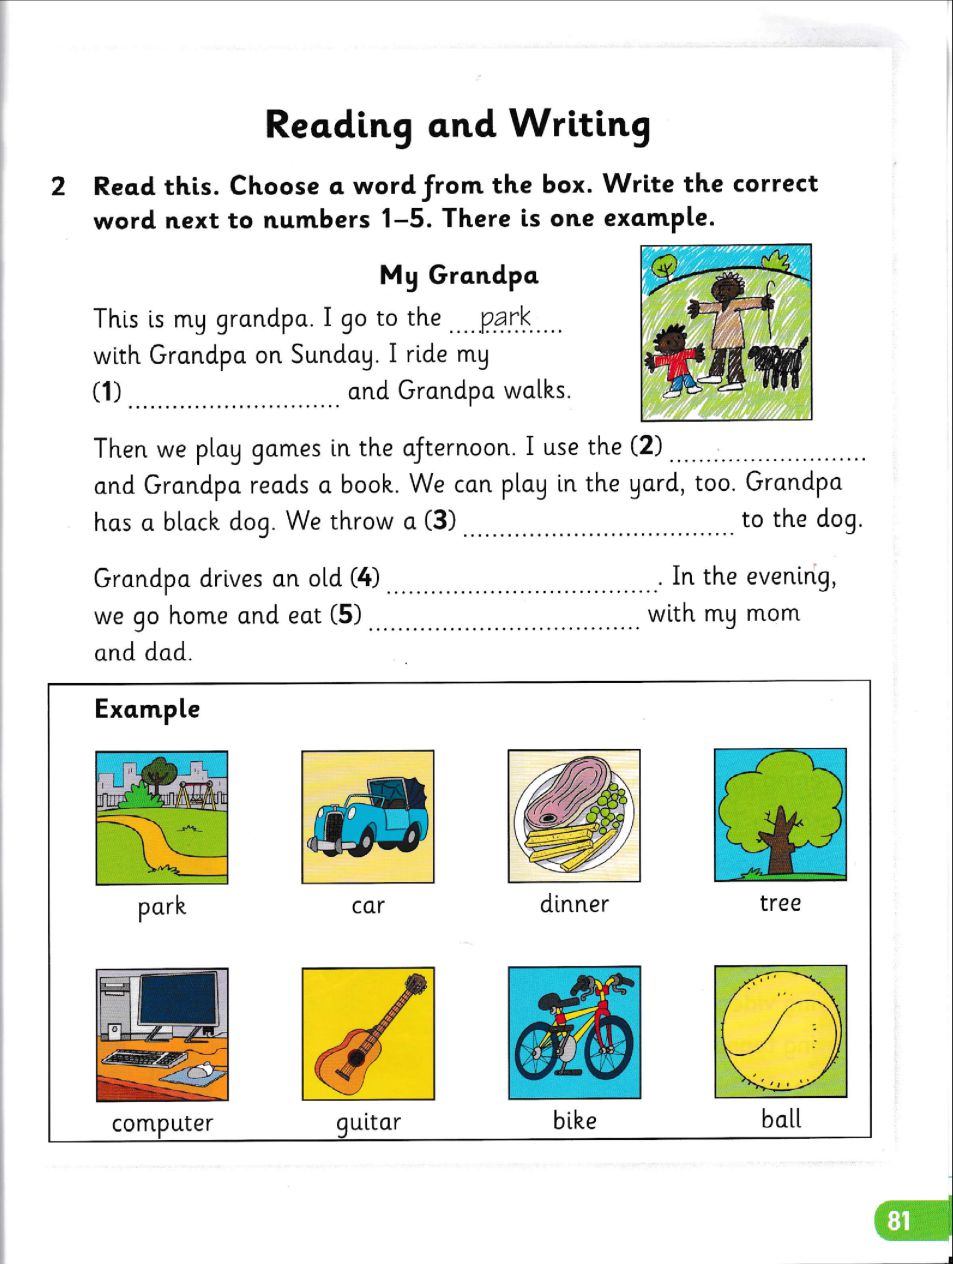 Reading and Writing
2 Read this. Choose a word from the box. Write the correct
word next to numbers 1–5. There is one example.
My Grandpa
This is my grandpa. I go to the ....park....
with Grandpa on Sunday. I ride my
(1) ............................ and Grandpa walks.
Then we play games in the afternoon. I use the (2) ..........................
and Grandpa reads a book. We can play in the yard, too. Grandpa
has a black dog. We throw a (3) .................................... to the dog.
Grandpa drives an old (4) .................................... . In the evening,
we go home and eat (5) .................................... with my mom
and dad.
Example
park car dinner tree
computer guitar bike ball
81